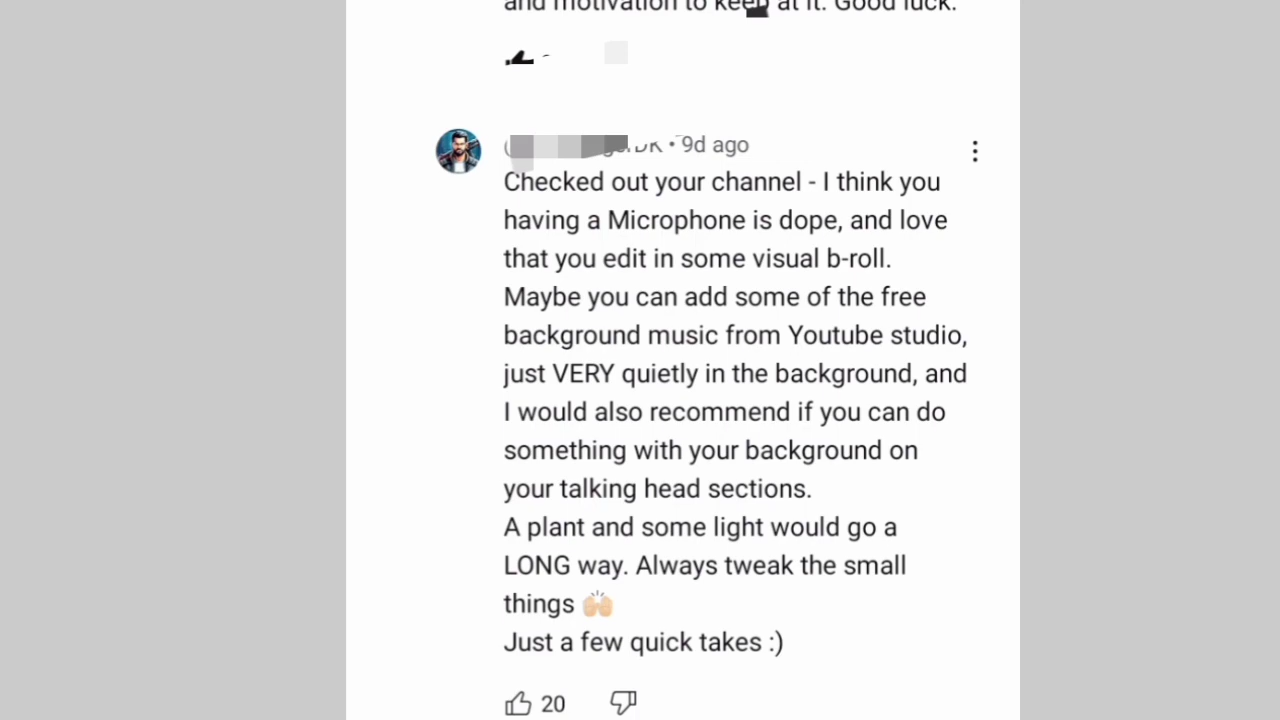 and motivation to keep at it. Good luck.
• 9d ago
Checked out your channel - I think you
having a Microphone is dope, and love
that you edit in some visual b-roll.
Maybe you can add some of the free
background music from Youtube studio,
just VERY quietly in the background, and
I would also recommend if you can do
something with your background on
your talking head sections.
A plant and some light would go a
LONG way. Always tweak the small
things 🙌🏻
Just a few quick takes :)
20